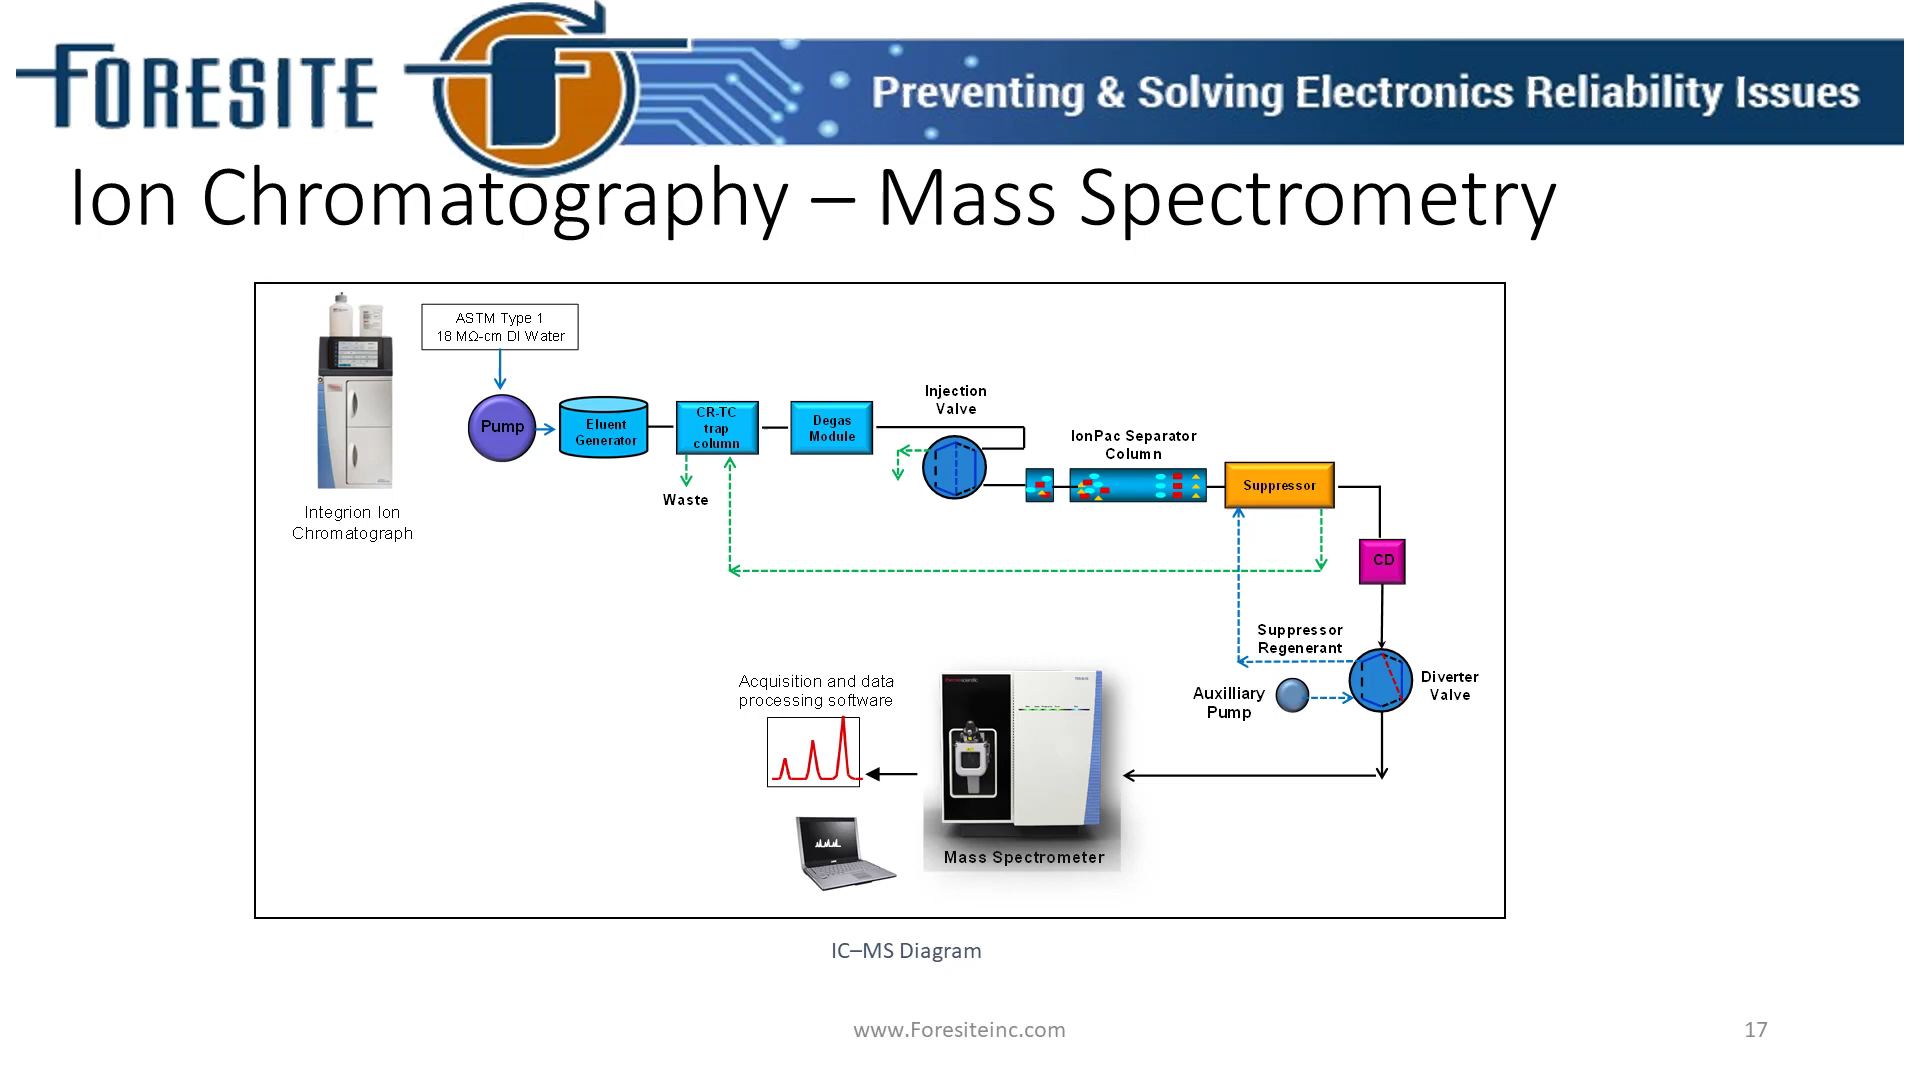 FORESITE
Preventing & Solving Electronics Reliability Issues
Ion Chromatography – Mass Spectrometry
ASTM Type 1
18 MΩ-cm DI Water
Integrion Ion
Chromatograph
Pump
Eluent
Generator
CR-TC
trap
column
Waste
Degas
Module
Injection
Valve
IonPac Separator
Column
Suppressor
CD
Suppressor
Regenerant
Auxilliary
Pump
Diverter
Valve
Acquisition and data
processing software
Mass Spectrometer
IC–MS Diagram
www.Foresiteinc.com
17